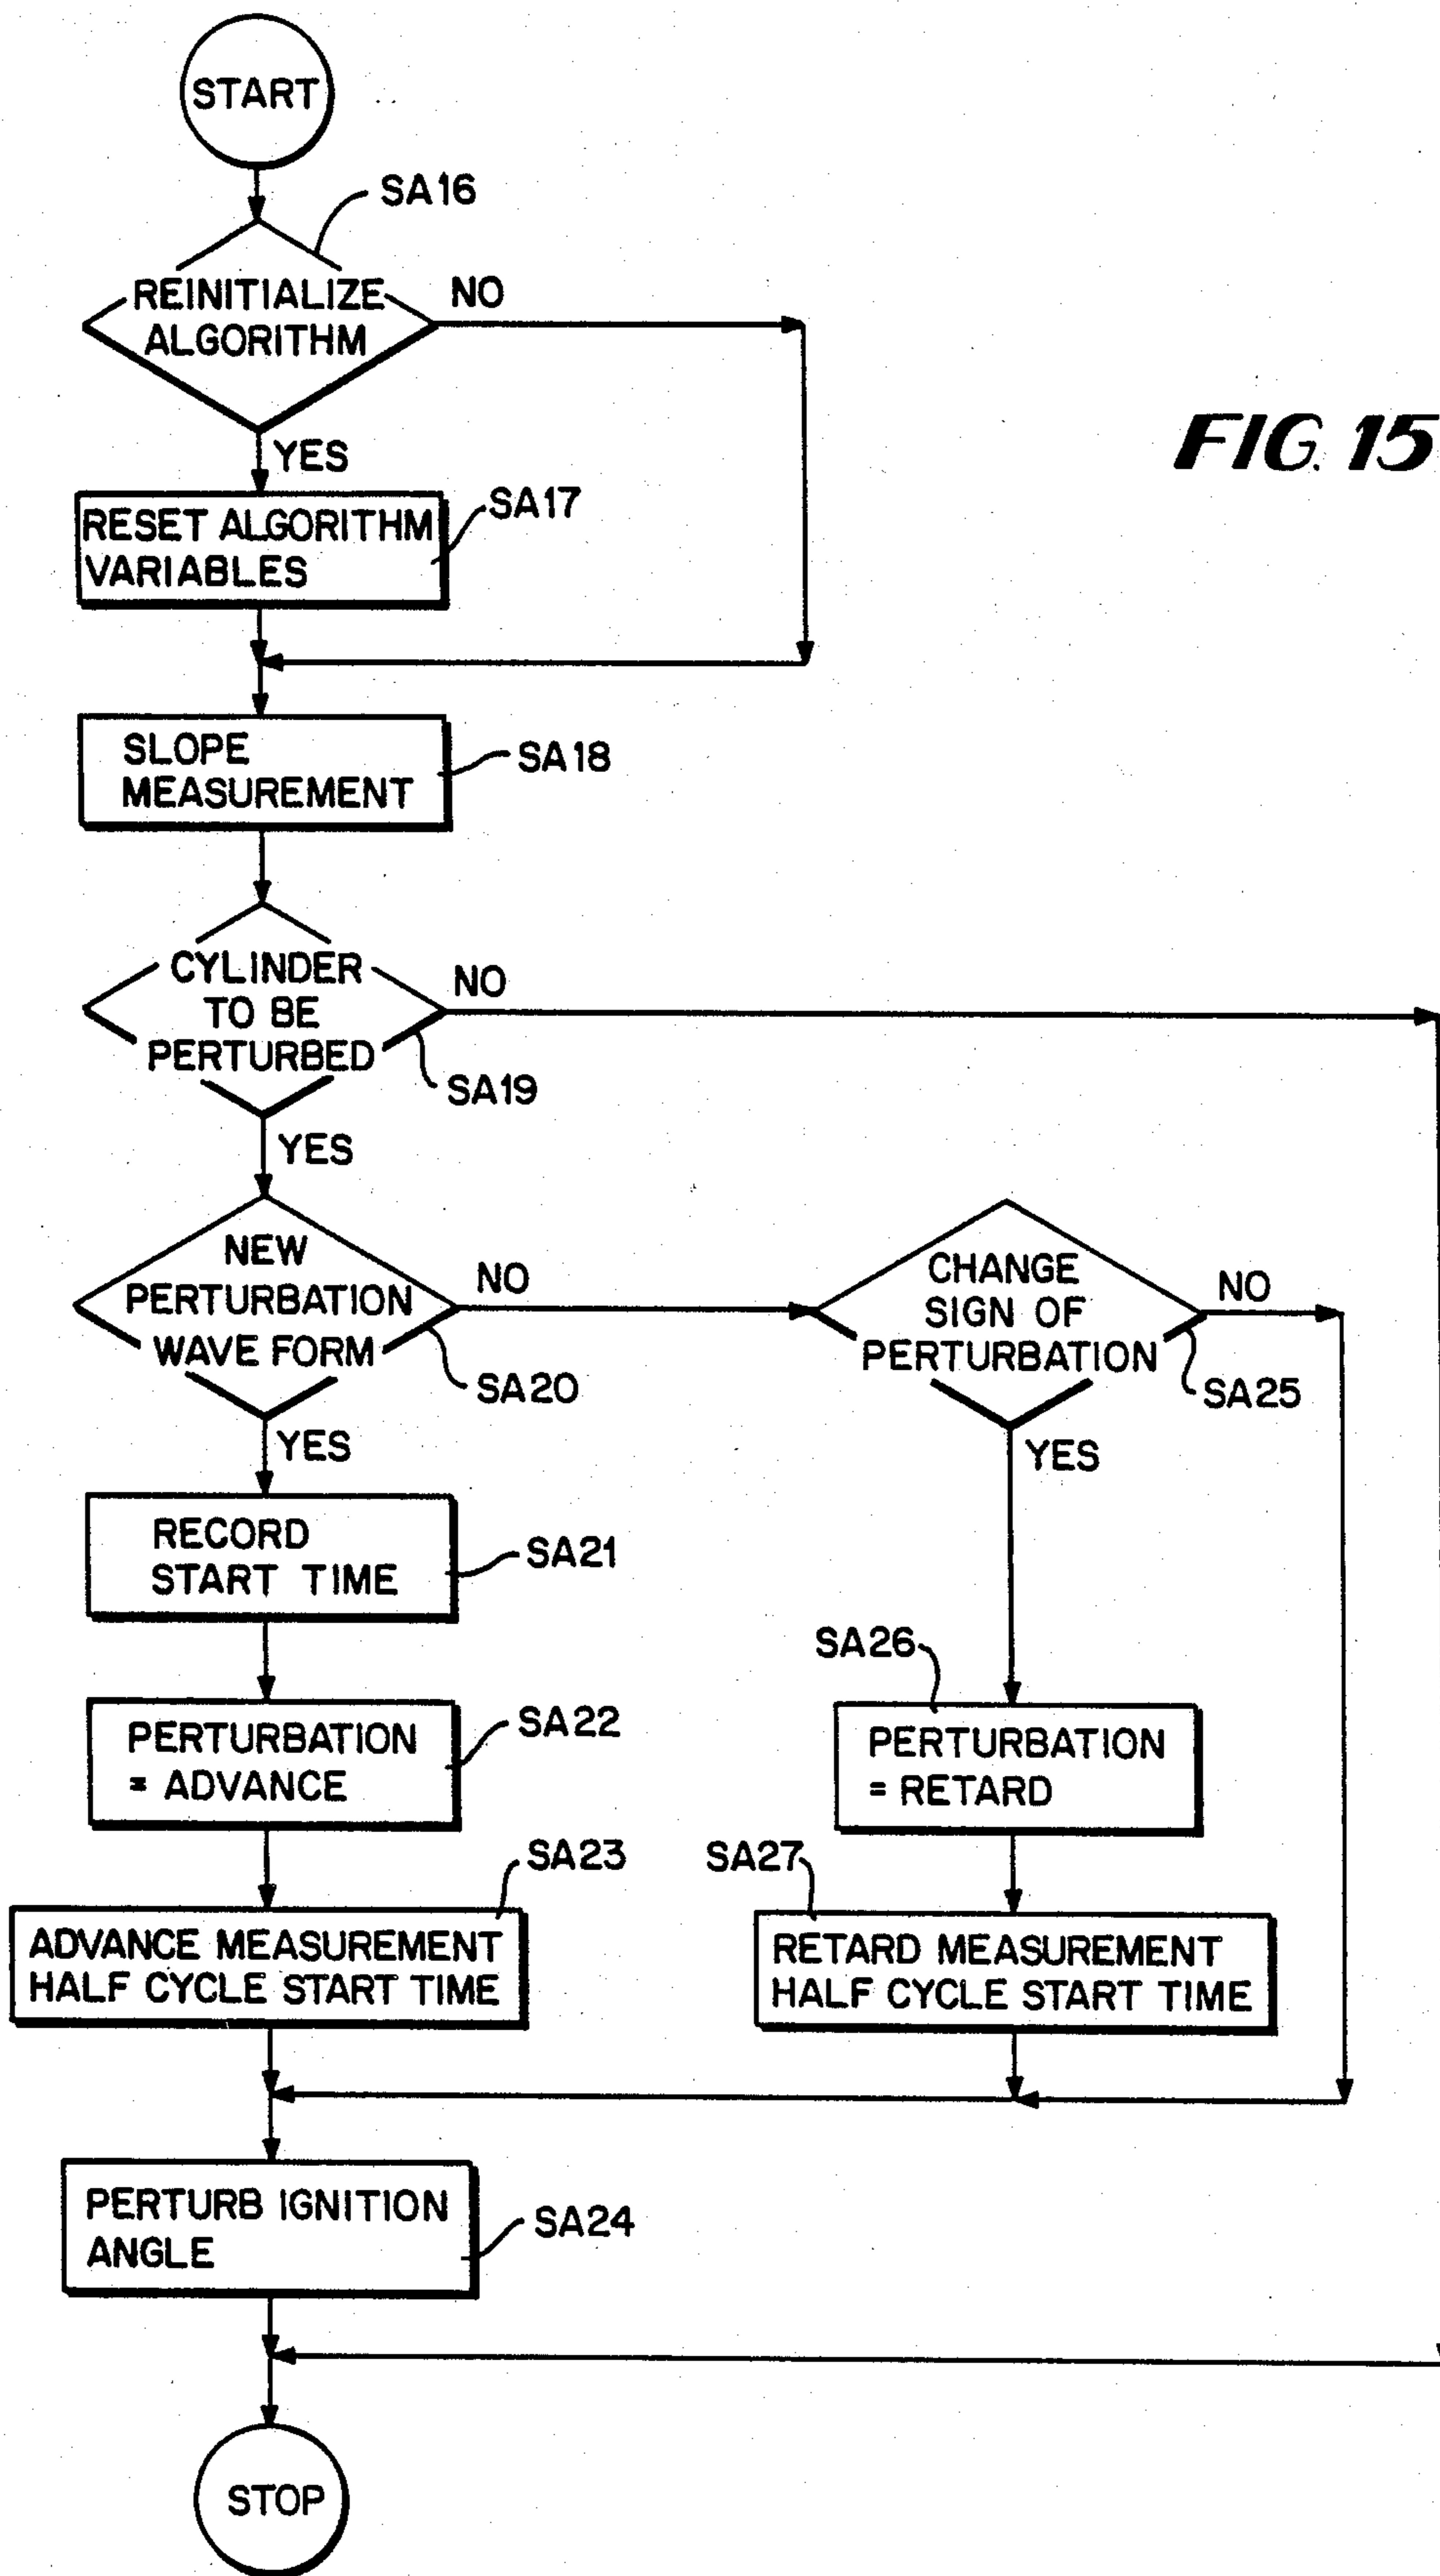 START
SA16
REINITIALIZE
ALGORITHM
NO
FIG. 15
YES
RESET ALGORITHM
VARIABLES
SA17
SLOPE
MEASUREMENT
SA18
CYLINDER
TO BE
PERTURBED
NO
SA19
YES
NEW
PERTURBATION
WAVE FORM
NO
SA20
CHANGE
SIGN OF
PERTURBATION
NO
SA25
YES
YES
RECORD
START TIME
SA21
PERTURBATION
= ADVANCE
SA22
SA26
PERTURBATION
= RETARD
SA23
ADVANCE MEASUREMENT
HALF CYCLE START TIME
SA27
RETARD MEASUREMENT
HALF CYCLE START TIME
PERTURB IGNITION
ANGLE
SA24
STOP